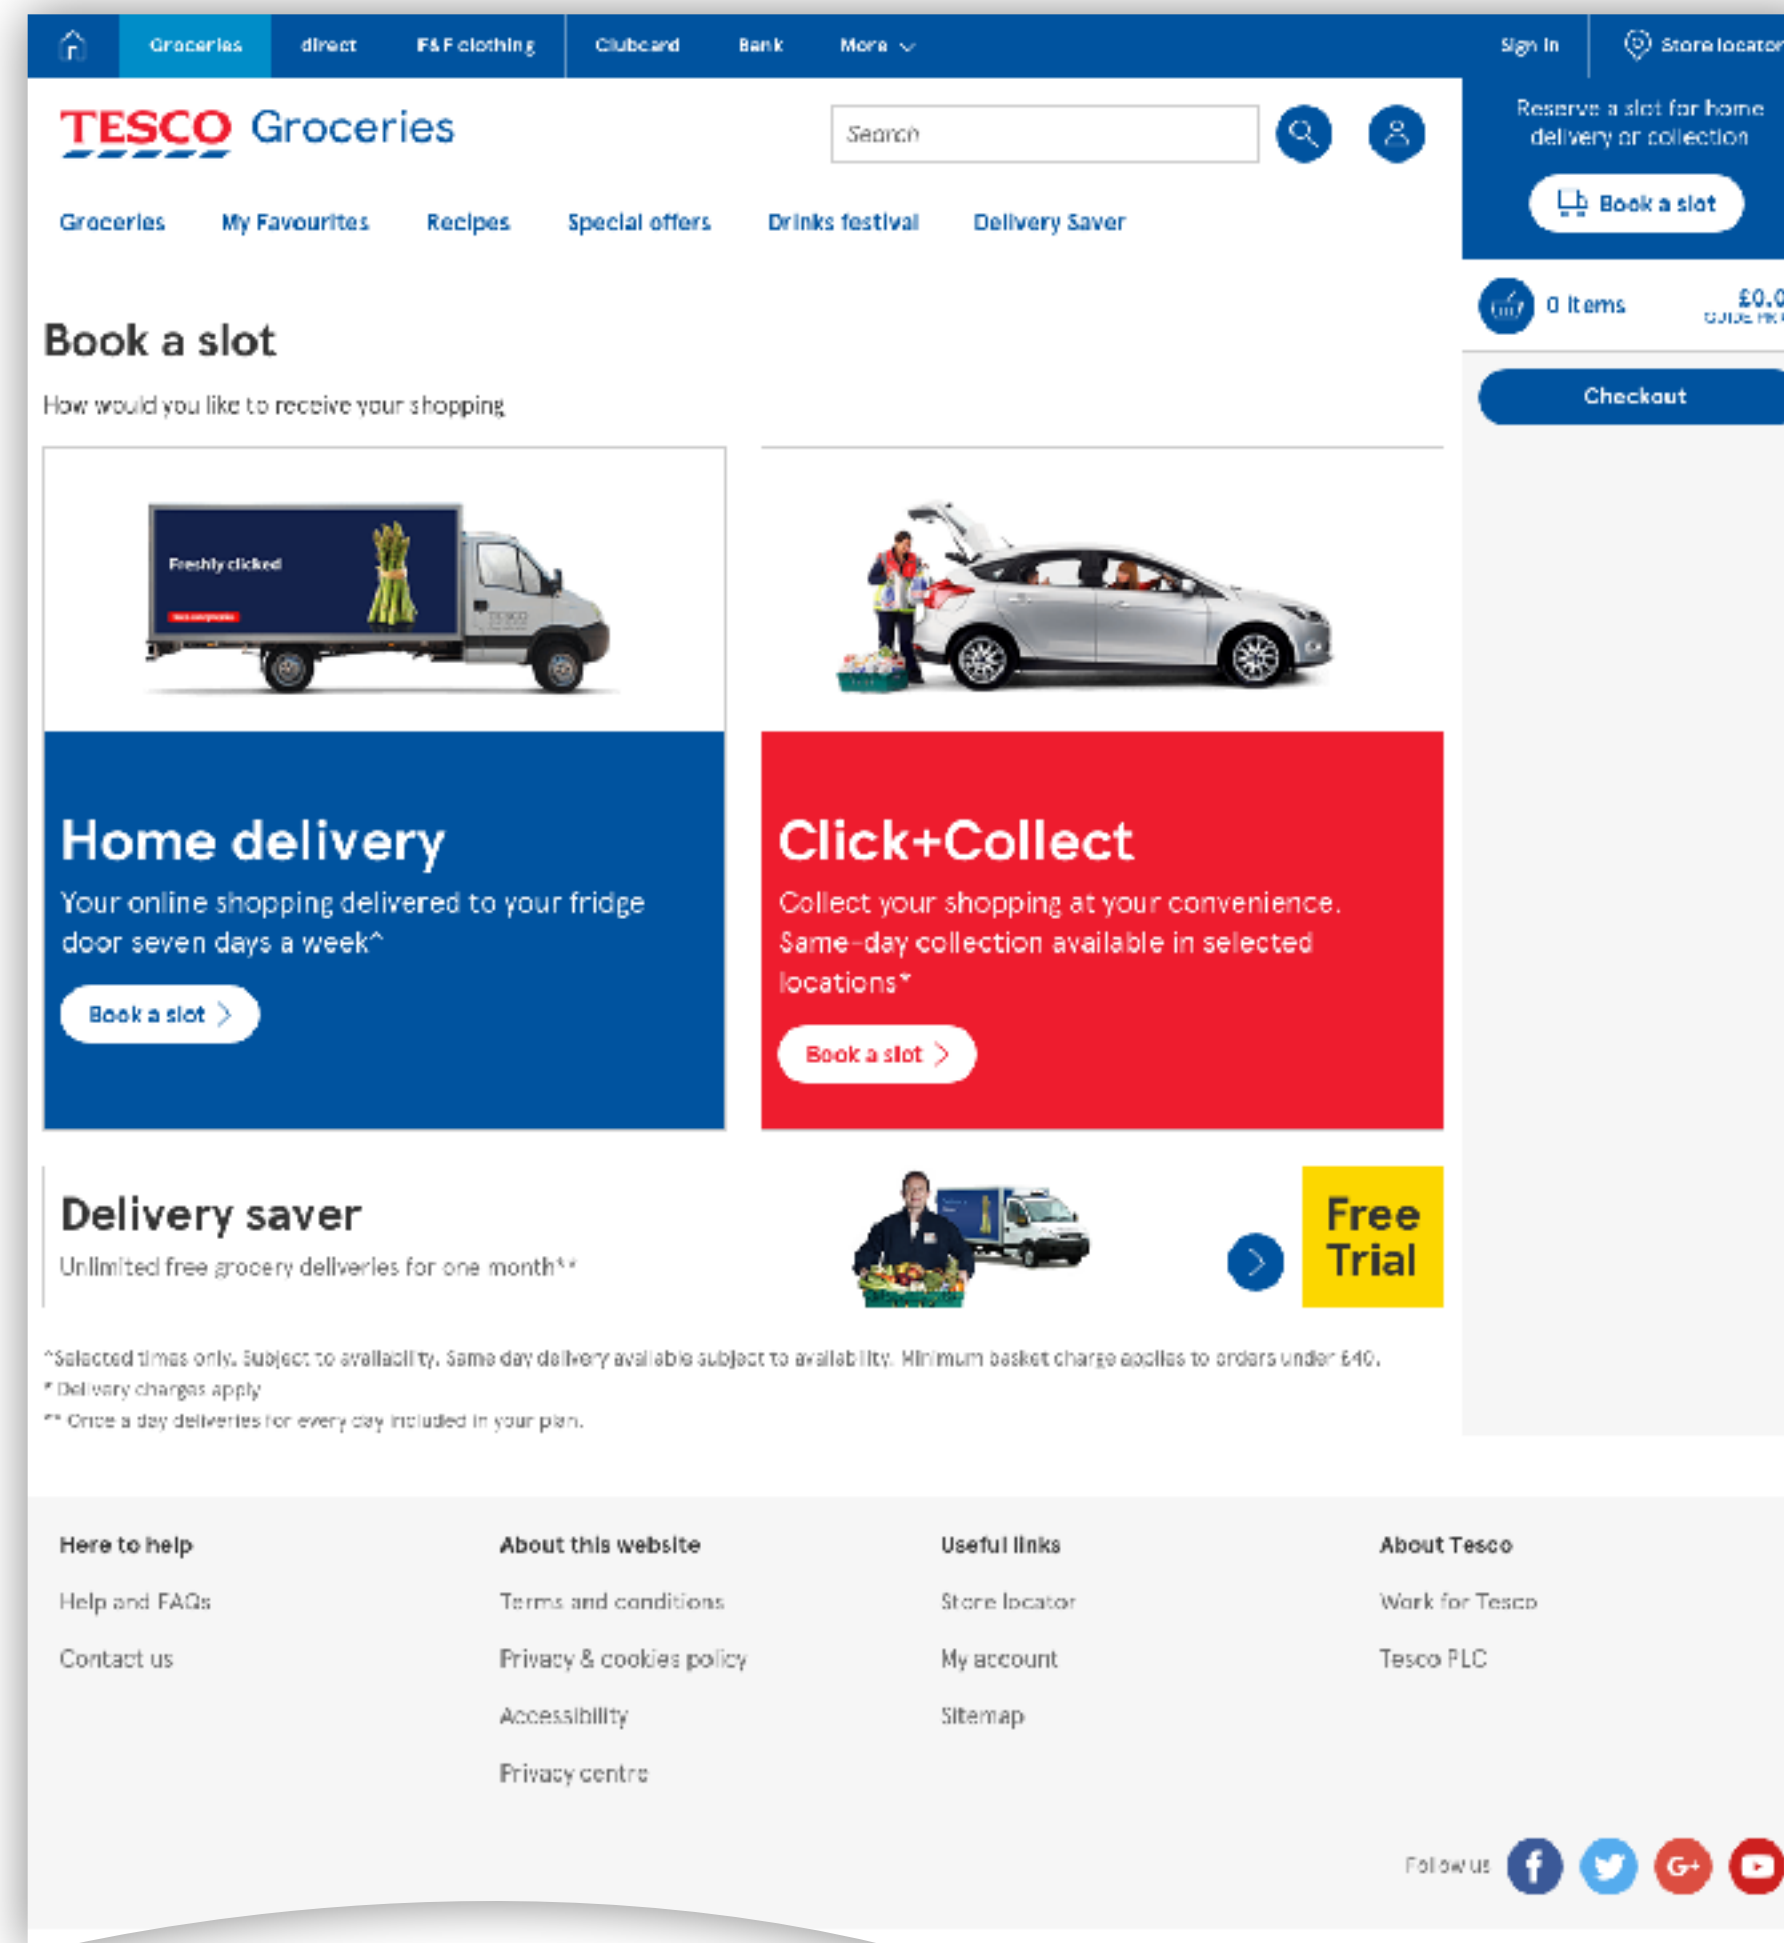 Groceries direct F&F clothing Clubcard Bank More Sign in Store locator
TESCO Groceries
Search
Reserve a slot for home
delivery or collection
Book a slot
Groceries My Favourites Recipes Special offers Drinks festival Delivery Saver
0 items £0.0
GUIDE PRI
Checkout
Book a slot
How would you like to receive your shopping
Freshly clicked
TESCO
Home delivery
Your online shopping delivered to your fridge
door seven days a week^
Book a slot
Click+Collect
Collect your shopping at your convenience.
Same-day collection available in selected
locations*
Book a slot
Delivery saver
Unlimited free grocery deliveries for one month**
Free
Trial
^Selected times only. Subject to availability. Same day delivery available subject to availability. Minimum basket charge applies to orders under £40.
* Delivery charges apply
** Once a day deliveries for every day included in your plan.
Here to help
Help and FAQs
Contact us
About this website
Terms and conditions
Privacy & cookies policy
Accessibility
Privacy centre
Useful links
Store locator
My account
Sitemap
About Tesco
Work for Tesco
Tesco PLC
Follow us